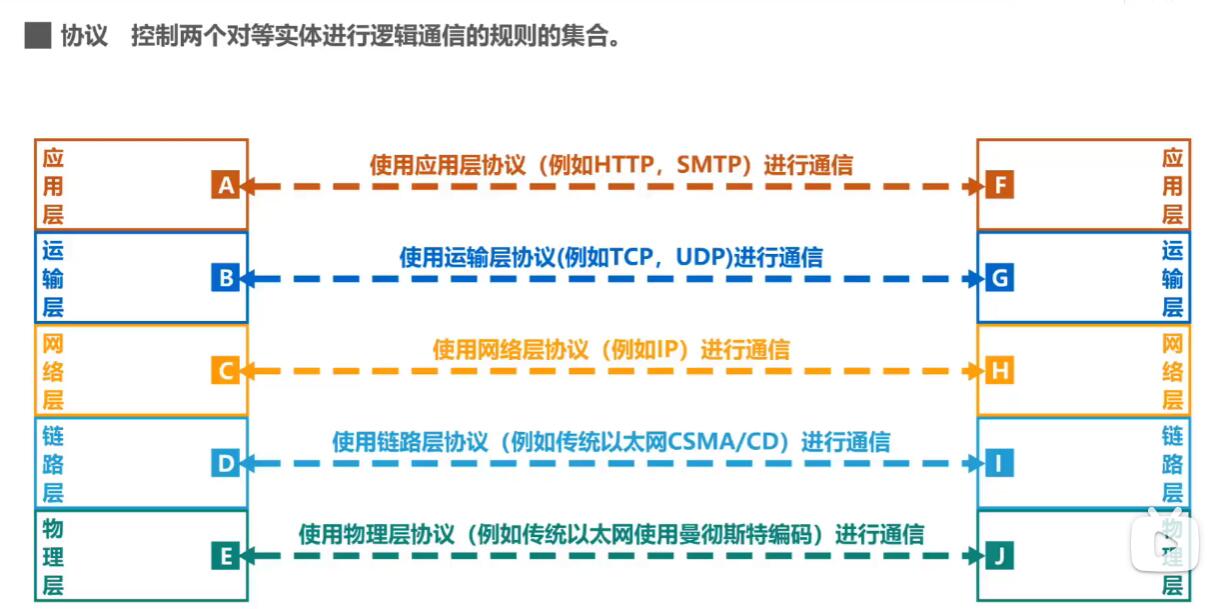 协议 控制两个对等实体进行逻辑通信的规则的集合。
应用层
A
使用应用层协议（例如HTTP，SMTP）进行通信
F
应用层
运输层
B
使用运输层协议(例如TCP，UDP)进行通信
G
运输层
网络层
C
使用网络层协议（例如IP）进行通信
H
网络层
链路层
D
使用链路层协议（例如传统以太网CSMA/CD）进行通信
I
链路层
物理层
E
使用物理层协议（例如传统以太网使用曼彻斯特编码）进行通信
J
物理层